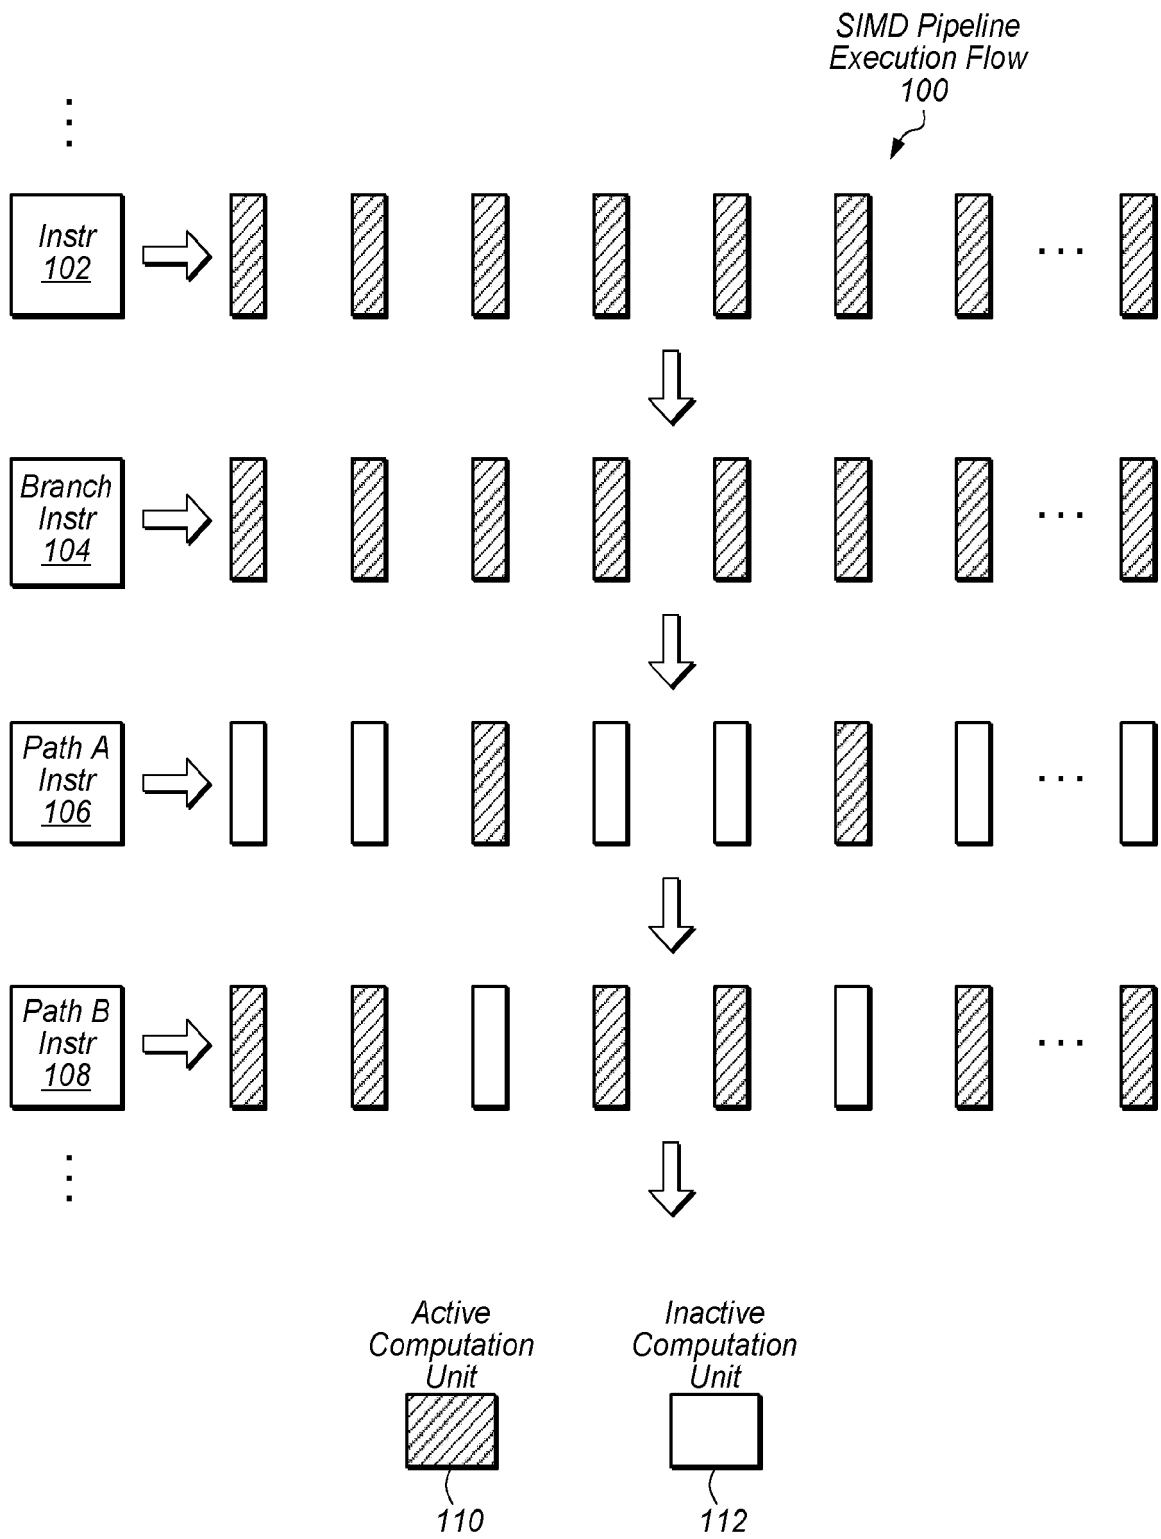 SIMD Pipeline
Execution Flow
100
Instr
102
Branch
Instr
104
Path A
Instr
106
Path B
Instr
108
Active
Computation
Unit
110
Inactive
Computation
Unit
112